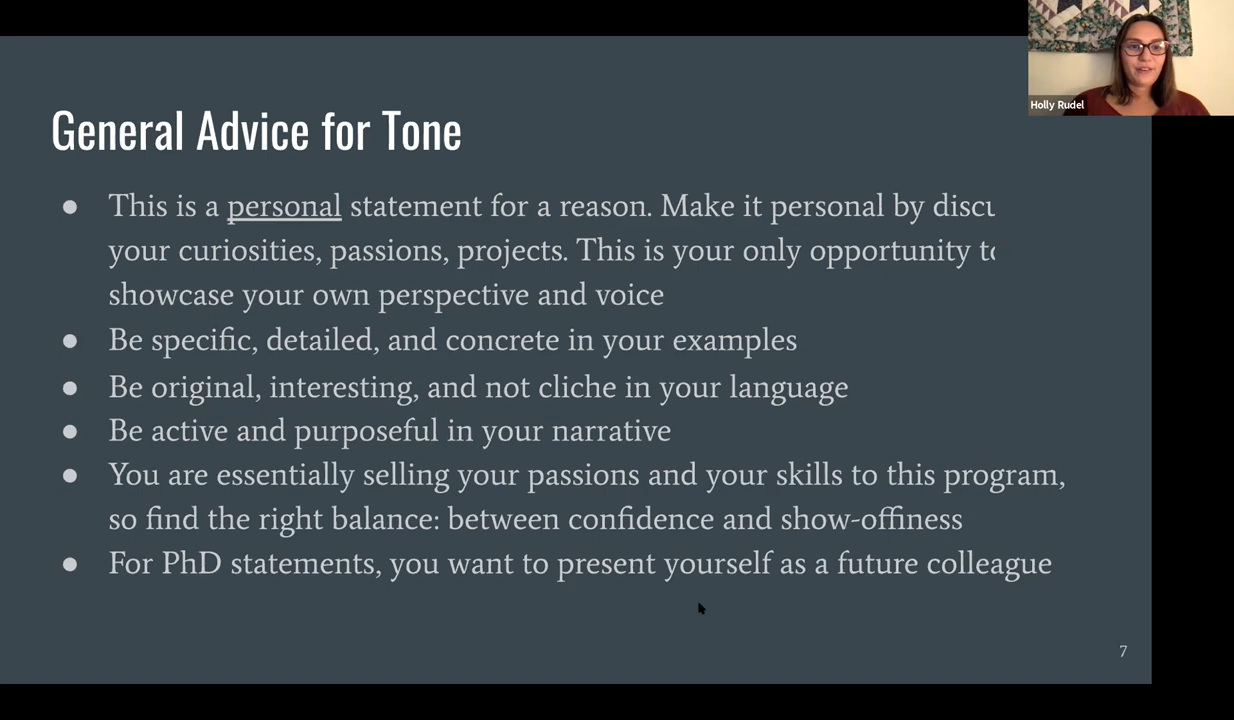 Holly Rudel
General Advice for Tone
● This is a personal statement for a reason. Make it personal by
your curiosities, passions, projects. This is your only opportunity
showcase your own perspective and voice
● Be specific, detailed, and concrete in your examples
● Be original, interesting, and not cliche in your language
● Be active and purposeful in your narrative
● You are essentially selling your passions and your skills to this program,
so find the right balance: between confidence and show-offiness
● For PhD statements, you want to present yourself as a future colleague
7